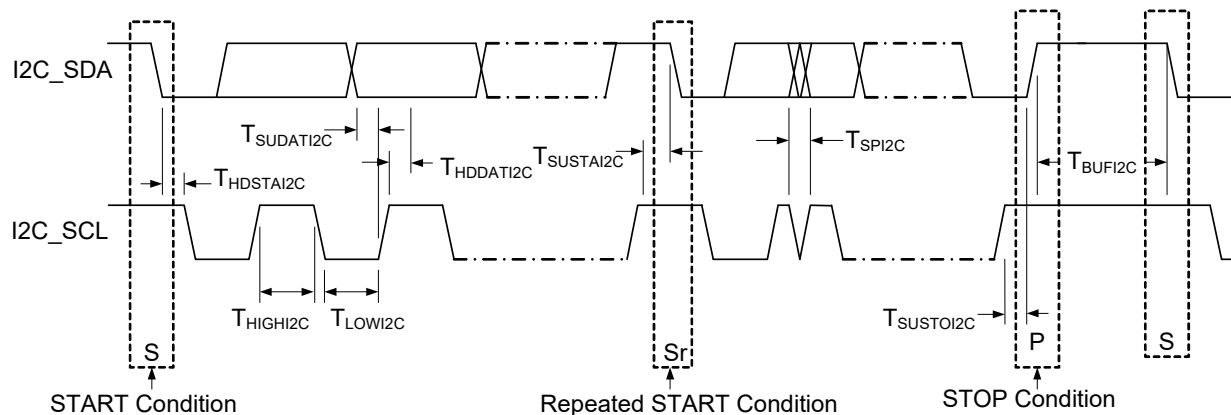 I2C_SDA
TSUDATI2C
THDDATI2C
TSUSTAI2C
TSPI2C
TBUFI2C
THDSTAI2C
I2C_SCL
THIGHI2C
TLOWI2C
TSUSTOI2C
S
Sr
P
S
START Condition
Repeated START Condition
STOP Condition